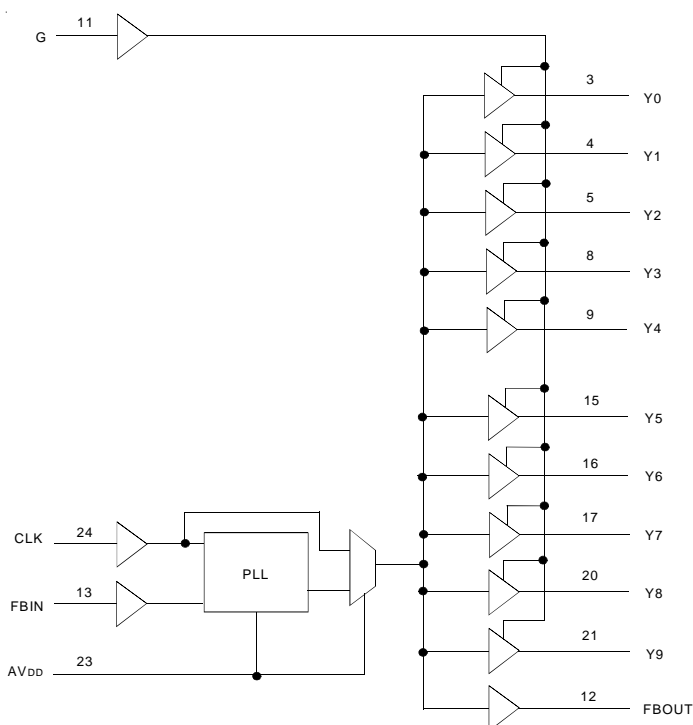 G 11
3 Y0
4 Y1
5 Y2
8 Y3
9 Y4
15 Y5
16 Y6
17 Y7
20 Y8
21 Y9
12 FBOUT
CLK 24
PLL
FBIN 13
AVDD 23